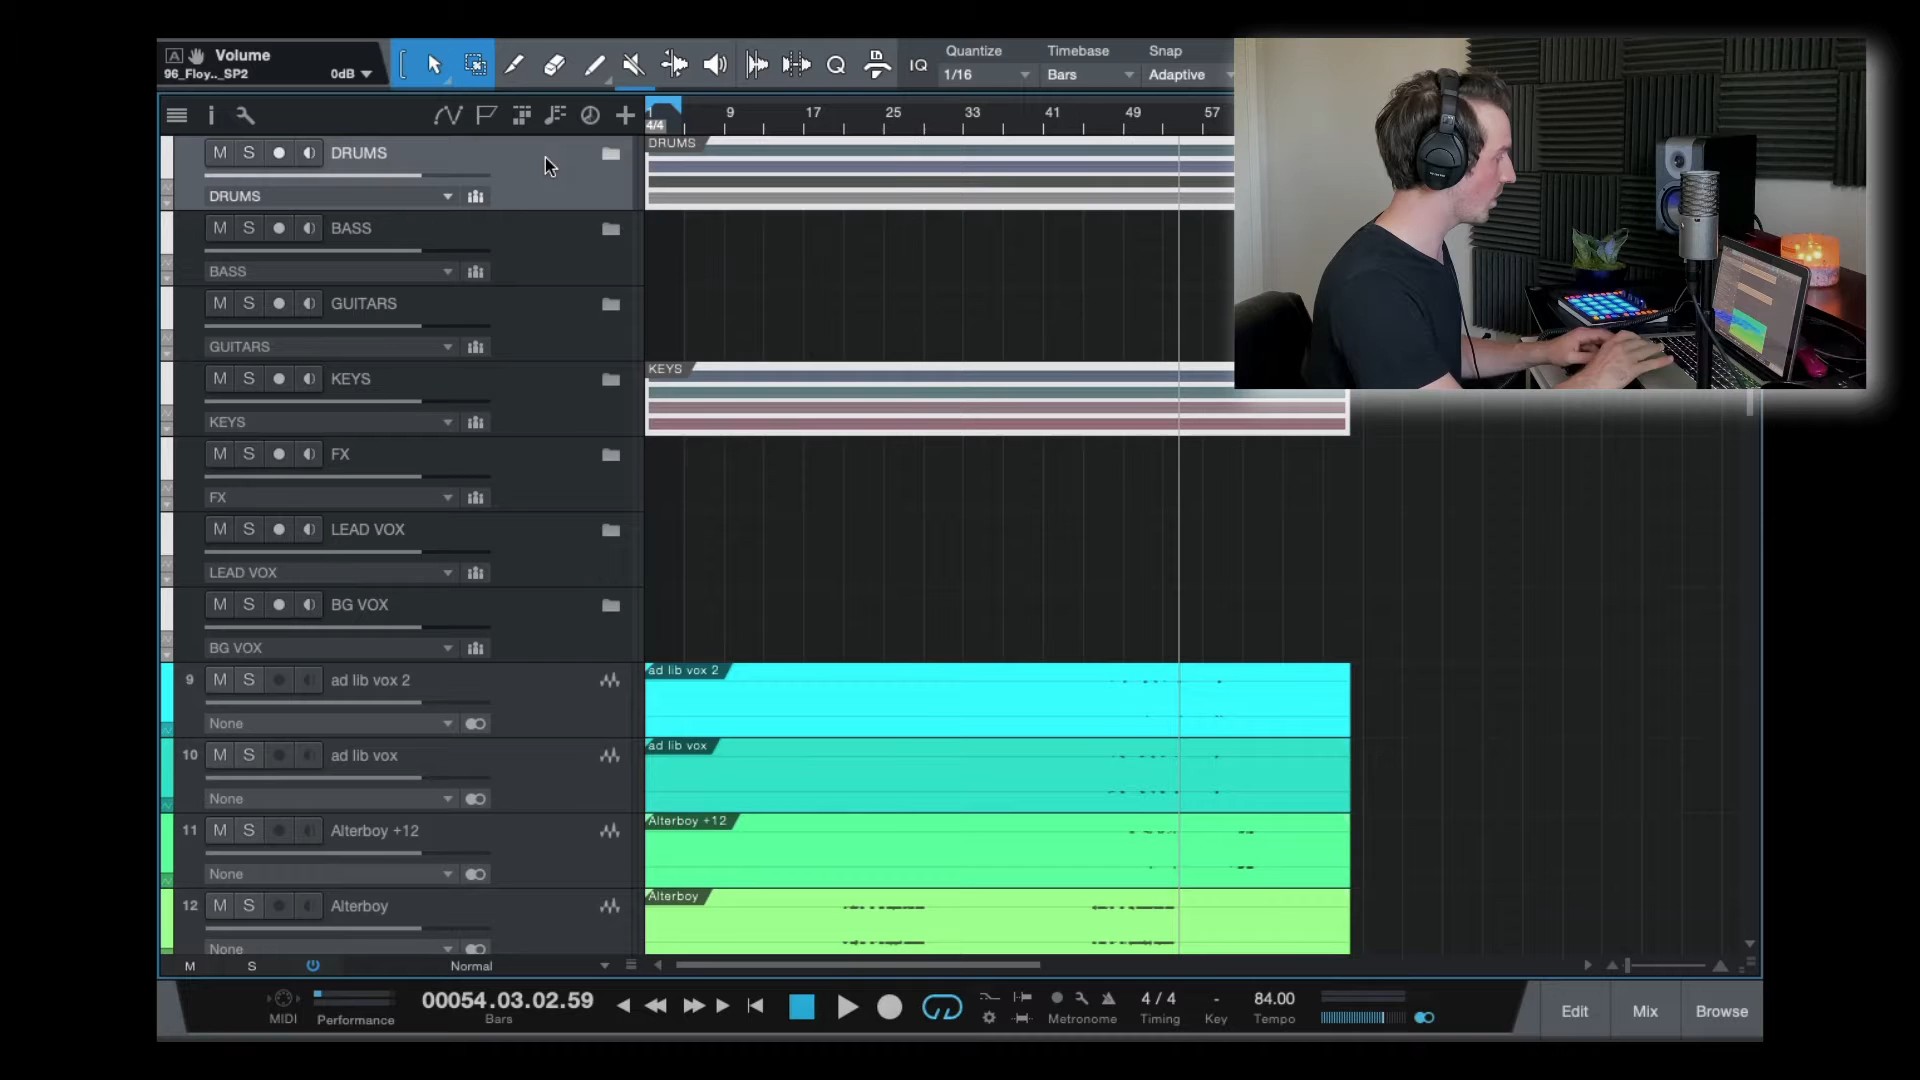 A Volume
96_Floy.._SP2 0dB
IQ
Quantize Timebase Snap
1/16 Bars Adaptive
1 9 17 25 33 41 49 57
4/4
M S DRUMS
DRUMS
DRUMS
M S BASS
BASS
M S GUITARS
GUITARS
M S KEYS
KEYS
KEYS
M S FX
FX
M S LEAD VOX
LEAD VOX
M S BG VOX
BG VOX
9 M S ad lib vox 2
None
ad lib vox 2
10 M S ad lib vox
None
ad lib vox
11 M S Alterboy +12
None
Alterboy +12
12 M S Alterboy
None
Alterboy
M S Normal
MIDI Performance
00054.03.02.59
Bars
Metronome
4 / 4
Timing
-
Key
84.00
Tempo
Edit Mix Browse